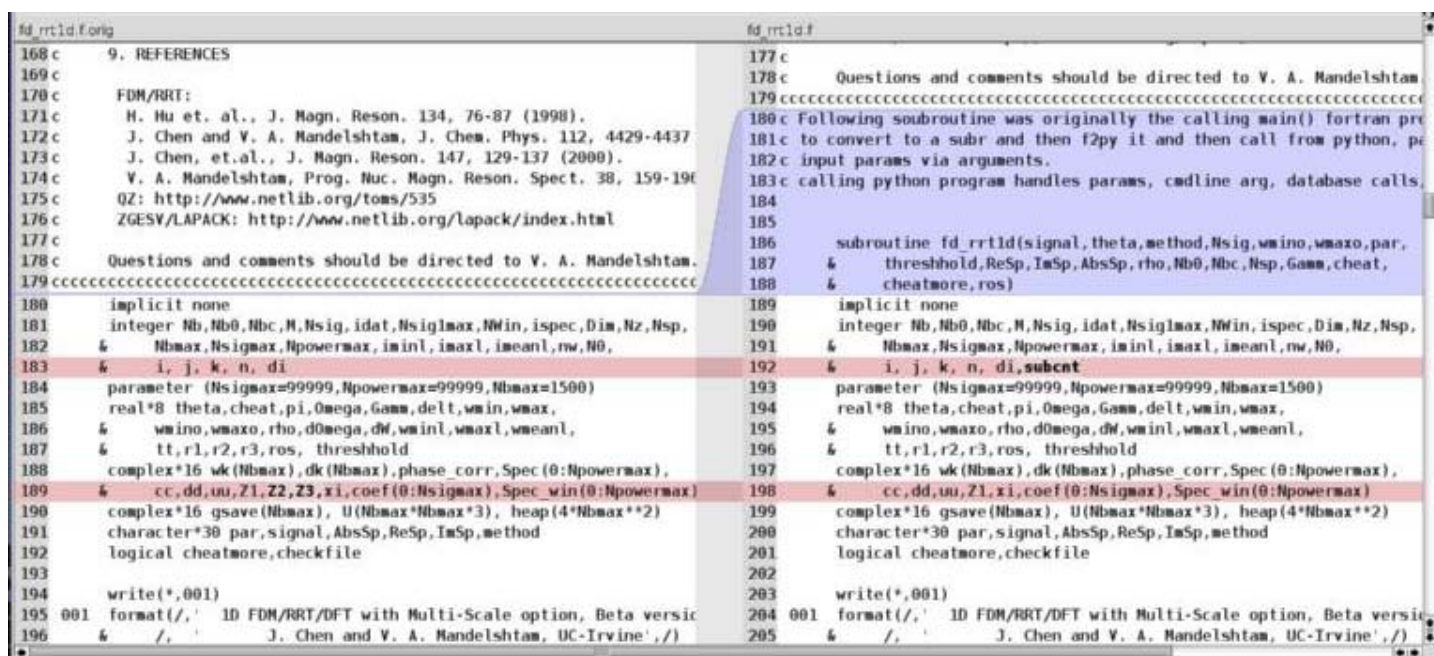 fd_rrt1d.f.orig
168 c 9. REFERENCES
169 c
170 c FDM/RRT:
171 c H. Hu et. al., J. Magn. Reson. 134, 76-87 (1998).
172 c J. Chen and V. A. Mandelshtam, J. Chem. Phys. 112, 4429-4437
173 c J. Chen, et.al., J. Magn. Reson. 147, 129-137 (2000).
174 c V. A. Mandelshtam, Prog. Nuc. Magn. Reson. Spect. 38, 159-196
175 c QZ: http://www.netlib.org/toms/535
176 c ZGESV/LAPACK: http://www.netlib.org/lapack/index.html
177 c
178 c Questions and comments should be directed to V. A. Mandelshtam.
179 ccccccccccccccccccccccccccccccccccccccccccccccccccccccccccccccccccccc
180 implicit none
181 integer Nb,Nb0,Nbc,M,Nsig,idat,Nsig1max,NWin,ispec,Dim,Nz,Nsp,
182 & Nbmax,Nsigmax,Npowermax,iminl,imaxl,imeanl,nw,N0,
183 & i, j, k, n, di
184 parameter (Nsigmax=99999,Npowermax=99999,Nbmax=1500)
185 real*8 theta,cheat,pi,Omega,Gamm,delt,wmin,wmax,
186 & wmino,wmaxo,rho,dOmega,dW,wminl,wmaxl,wmeanl,
187 & tt,r1,r2,r3,ros, threshhold
188 complex*16 wk(Nbmax),dk(Nbmax),phase_corr,Spec(0:Npowermax),
189 & cc,dd,uu,Z1,Z2,Z3,xi,coef(0:Nsigmax),Spec_win(0:Npowermax)
190 complex*16 gsave(Nbmax), U(Nbmax*Nbmax*3), heap(4*Nbmax**2)
191 character*30 par,signal,AbsSp,ReSp,ImSp,method
192 logical cheatmore,checkfile
193
194 write(*,001)
195 001 format(/,' 1D FDM/RRT/DFT with Multi-Scale option, Beta versic
196 & /, ' J. Chen and V. A. Mandelshtam, UC-Irvine',/)
fd_rrt1d.f
177 c
178 c Questions and comments should be directed to V. A. Mandelshtam
179 cccccccccccccccccccccccccccccccccccccccccccccccccccccccccccccccccccc
180 c Following soubroutine was originally the calling main() fortran pro
181 c to convert to a subr and then f2py it and then call from python, pa
182 c input params via arguments.
183 c calling python program handles params, cmdline arg, database calls,
184
185
186 subroutine fd_rrt1d(signal,theta,method,Nsig,wmino,wmaxo,par,
187 & threshhold,ReSp,ImSp,AbsSp,rho,Nb0,Nbc,Nsp,Gamm,cheat,
188 & cheatmore,ros)
189 implicit none
190 integer Nb,Nb0,Nbc,M,Nsig,idat,Nsig1max,NWin,ispec,Dim,Nz,Nsp,
191 & Nbmax,Nsigmax,Npowermax,iminl,imaxl,imeanl,nw,N0,
192 & i, j, k, n, di,subcnt
193 parameter (Nsigmax=99999,Npowermax=99999,Nbmax=1500)
194 real*8 theta,cheat,pi,Omega,Gamm,delt,wmin,wmax,
195 & wmino,wmaxo,rho,dOmega,dW,wminl,wmaxl,wmeanl,
196 & tt,r1,r2,r3,ros, threshhold
197 complex*16 wk(Nbmax),dk(Nbmax),phase_corr,Spec(0:Npowermax),
198 & cc,dd,uu,Z1,xi,coef(0:Nsigmax),Spec_win(0:Npowermax)
199 complex*16 gsave(Nbmax), U(Nbmax*Nbmax*3), heap(4*Nbmax**2)
200 character*30 par,signal,AbsSp,ReSp,ImSp,method
201 logical cheatmore,checkfile
202
203 write(*,001)
204 001 format(/,' 1D FDM/RRT/DFT with Multi-Scale option, Beta versic
205 & /, ' J. Chen and V. A. Mandelshtam, UC-Irvine',/)